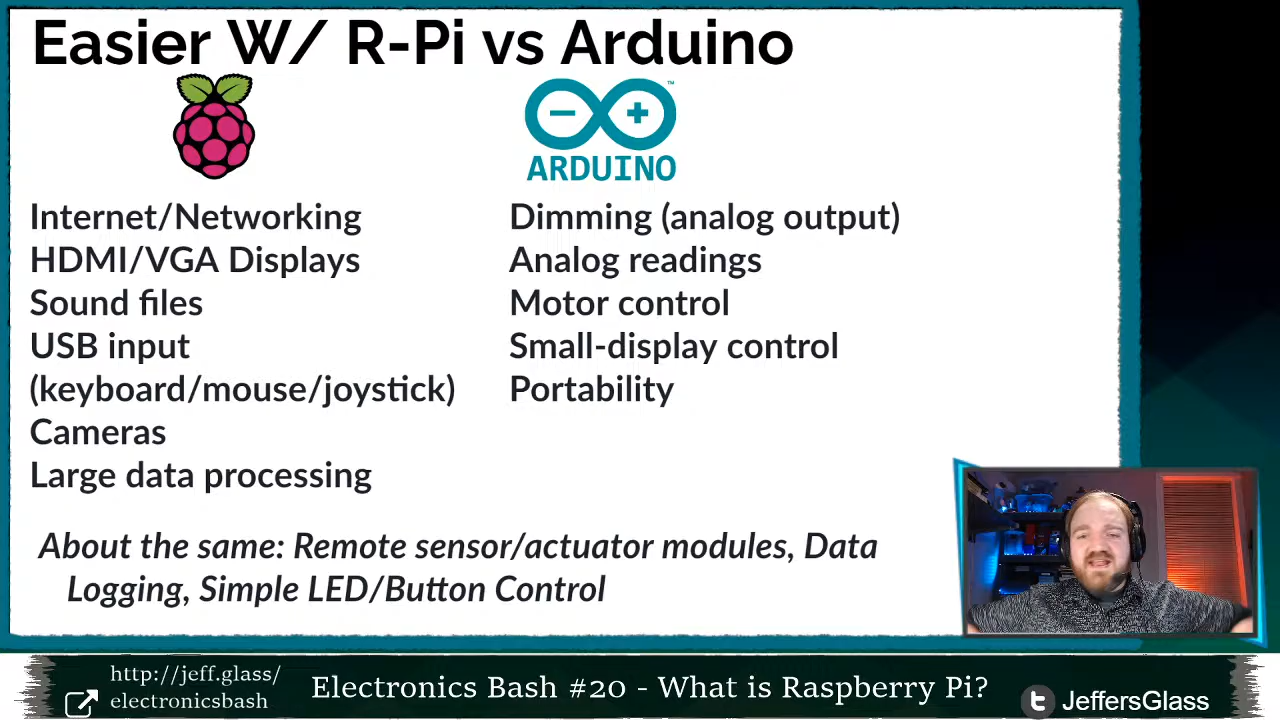 Easier W/ R-Pi vs Arduino
ARDUINO
™
Internet/Networking
HDMI/VGA Displays
Sound files
USB input
(keyboard/mouse/joystick)
Cameras
Large data processing
Dimming (analog output)
Analog readings
Motor control
Small-display control
Portability
About the same: Remote sensor/actuator modules, Data
Logging, Simple LED/Button Control
http://jeff.glass/
electronicsbash
Electronics Bash #20 - What is Raspberry Pi?
JeffersGlass